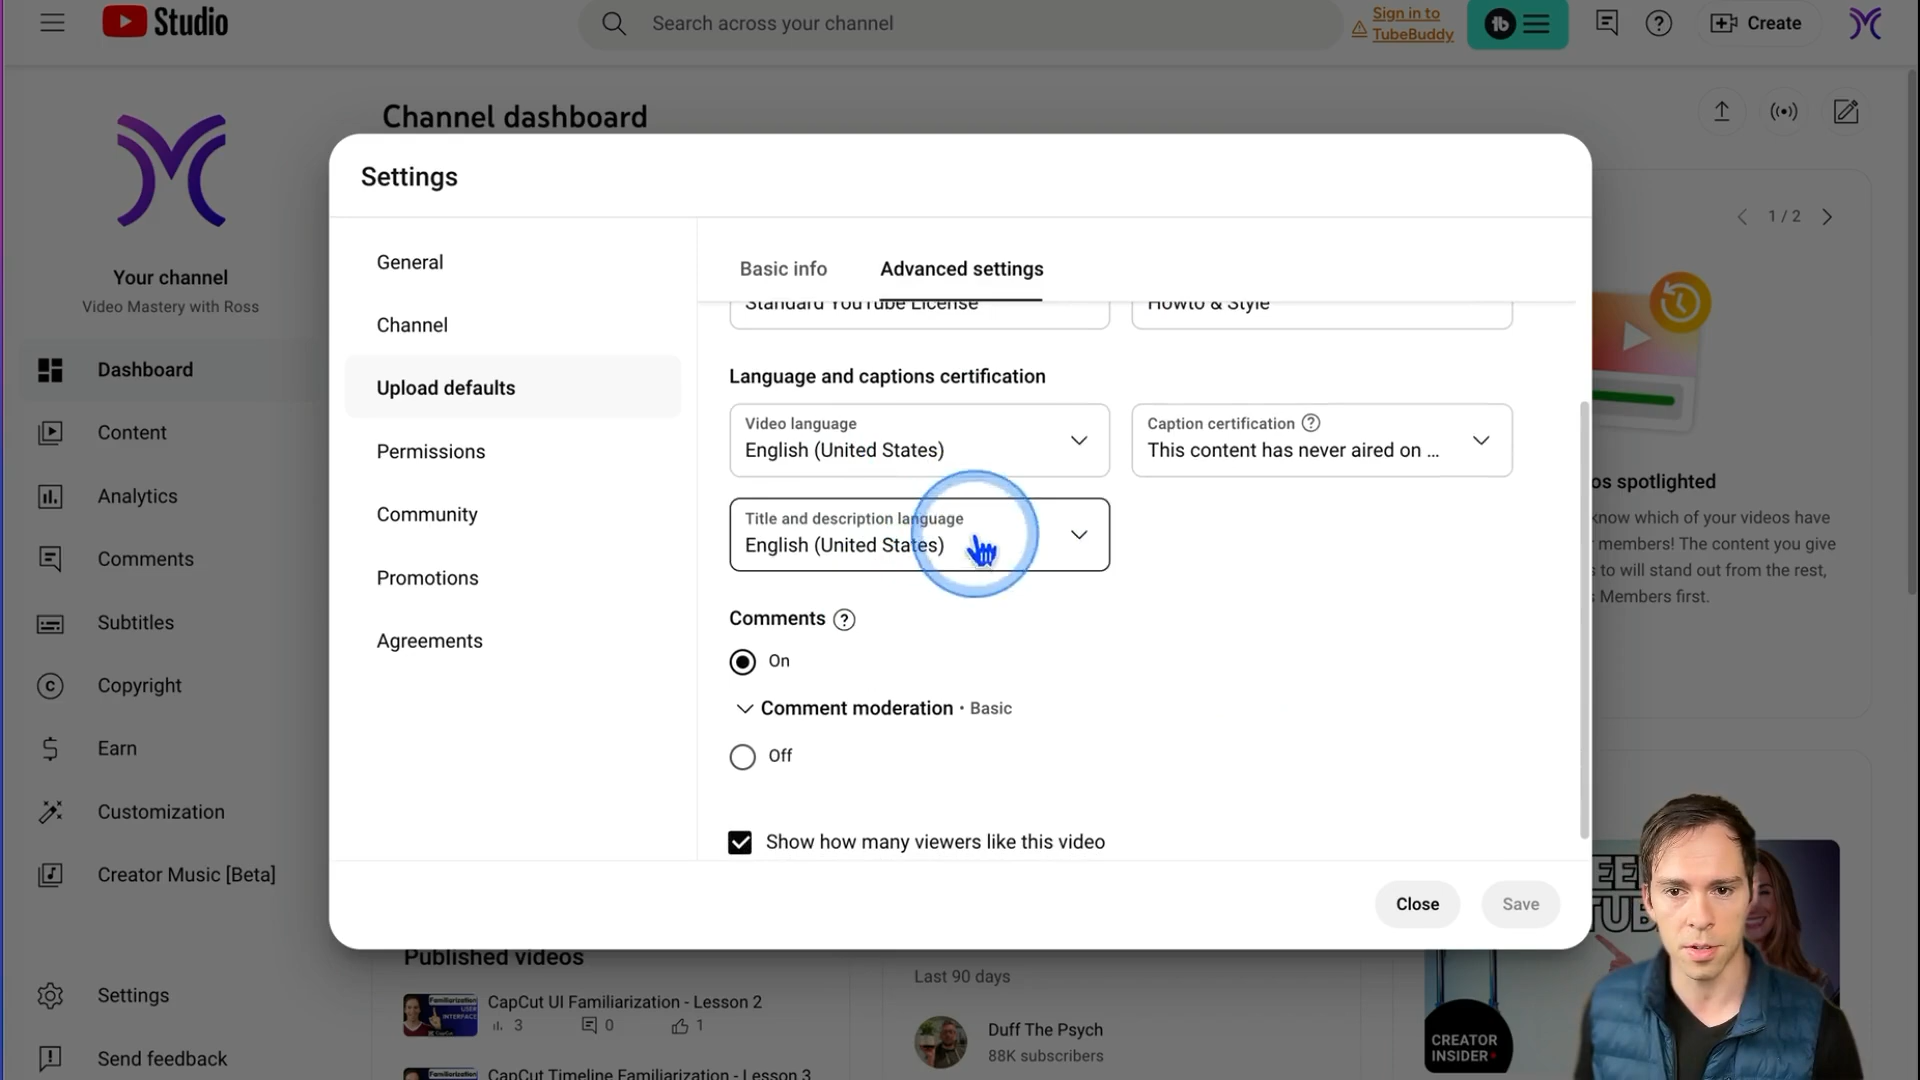 Studio
Search across your channel
Sign in to
TubeBuddy
tb
Create
Channel dashboard
Your channel
Video Mastery with Ross
Dashboard
Content
Analytics
Comments
Subtitles
Copyright
Earn
Customization
Creator Music [Beta]
Settings
Send feedback
Settings
General
Channel
Upload defaults
Permissions
Community
Promotions
Agreements
Basic info
Advanced settings
Standard YouTube License
Howto & Style
Language and captions certification
Video language
English (United States)
Caption certification
This content has never aired on ...
Title and description language
English (United States)
Comments
On
Comment moderation • Basic
Off
Show how many viewers like this video
Close
Save
1 / 2
os spotlighted
know which of your videos have
members! The content you give
s to will stand out from the rest,
Members first.
Published videos
CapCut UI Familiarization - Lesson 2
3
0
1
CapCut Timeline Familiarization - Lesson 3
Last 90 days
Duff The Psych
88K subscribers
CREATOR
INSIDER